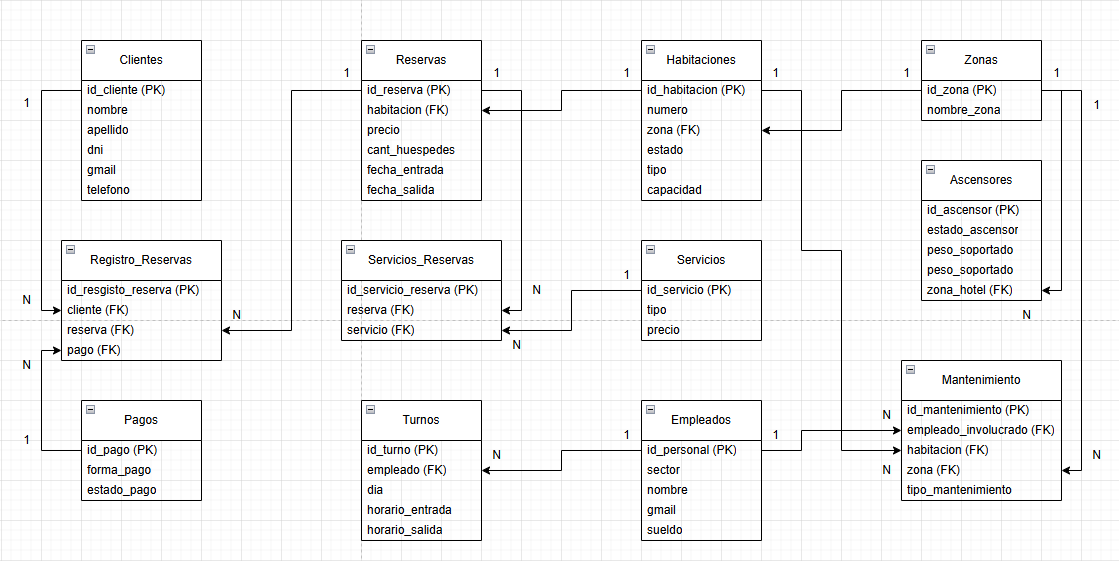 Clientes
id_cliente (PK)
nombre
apellido
dni
gmail
telefono
Reservas
id_reserva (PK)
habitacion (FK)
precio
cant_huespedes
fecha_entrada
fecha_salida
Habitaciones
id_habitacion (PK)
numero
zona (FK)
estado
tipo
capacidad
Zonas
id_zona (PK)
nombre_zona
Ascensores
id_ascensor (PK)
estado_ascensor
peso_soportado
peso_soportado
zona_hotel (FK)
Registro_Reservas
id_resgisto_reserva (PK)
cliente (FK)
reserva (FK)
pago (FK)
Servicios_Reservas
id_servicio_reserva (PK)
reserva (FK)
servicio (FK)
Servicios
id_servicio (PK)
tipo
precio
Pagos
id_pago (PK)
forma_pago
estado_pago
Turnos
id_turno (PK)
empleado (FK)
dia
horario_entrada
horario_salida
Empleados
id_personal (PK)
sector
nombre
gmail
sueldo
Mantenimiento
id_mantenimiento (PK)
empleado_involucrado (FK)
habitacion (FK)
zona (FK)
tipo_mantenimiento
1
1
1
1
1
1
1
1
N
N
N
1
N
N
N
1
1
N
1
1
N
N
N